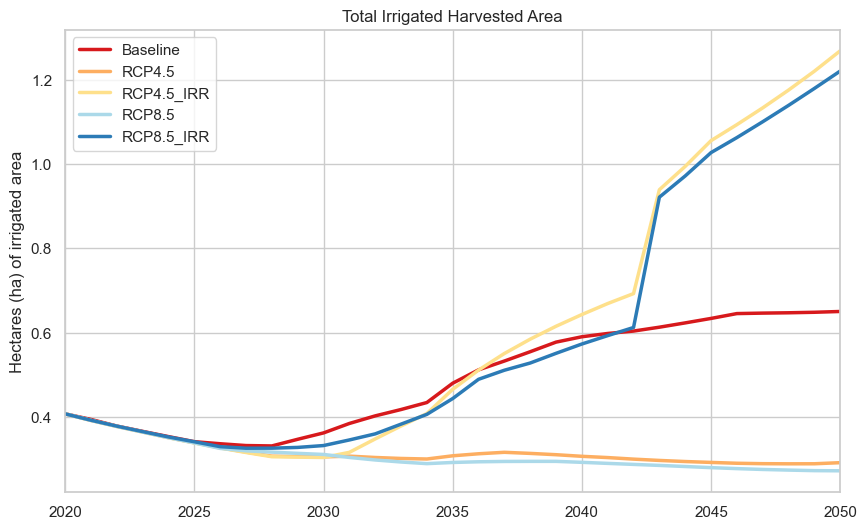 Total Irrigated Harvested Area
Baseline
RCP4.5
RCP4.5_IRR
RCP8.5
RCP8.5_IRR
Hectares (ha) of irrigated area
1.2
1.0
0.8
0.6
0.4
2020 2025 2030 2035 2040 2045 2050